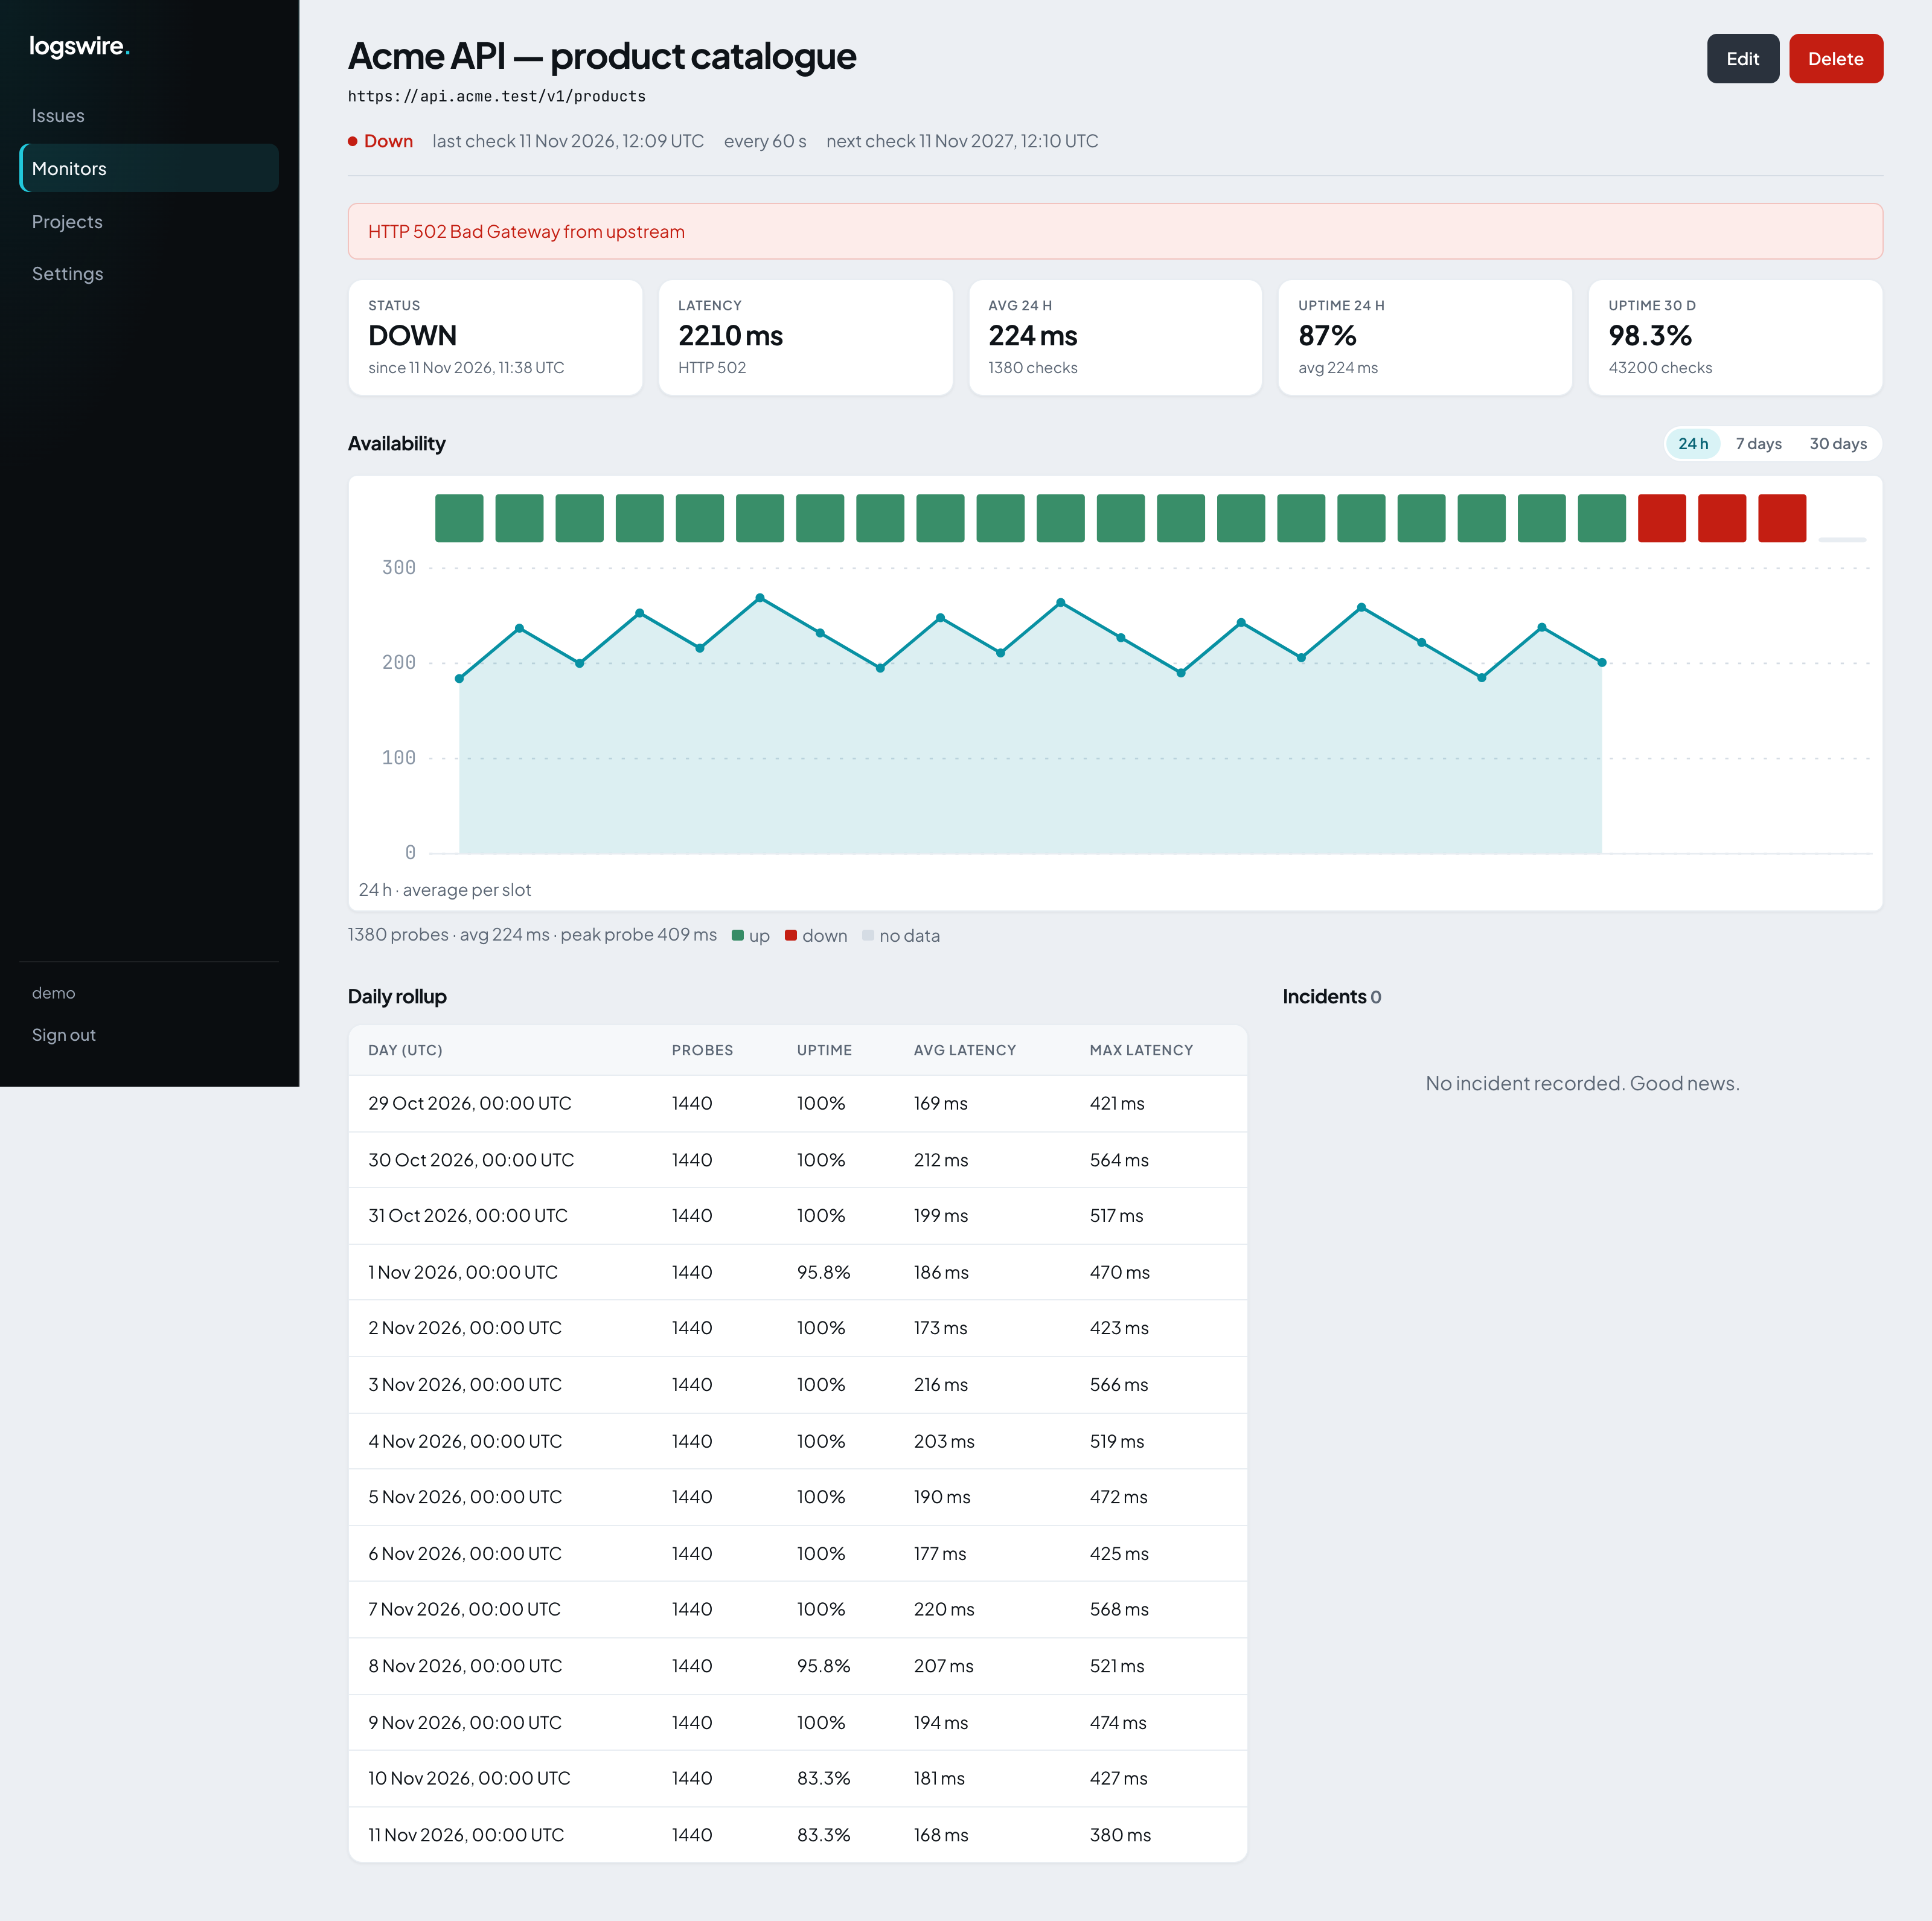 logswire.
Issues
Monitors
Projects
Settings
demo
Sign out
Acme API — product catalogue
https://api.acme.test/v1/products
Edit
Delete
Down last check 11 Nov 2026, 12:09 UTC every 60 s next check 11 Nov 2027, 12:10 UTC
HTTP 502 Bad Gateway from upstream
STATUS
DOWN
since 11 Nov 2026, 11:38 UTC
LATENCY
2210 ms
HTTP 502
AVG 24 H
224 ms
1380 checks
UPTIME 24 H
87%
avg 224 ms
UPTIME 30 D
98.3%
43200 checks
Availability
24 h 7 days 30 days
300
200
100
0
24 h · average per slot
1380 probes · avg 224 ms · peak probe 409 ms up down no data
Daily rollup
DAY (UTC) PROBES UPTIME AVG LATENCY MAX LATENCY
29 Oct 2026, 00:00 UTC 1440 100% 169 ms 421 ms
30 Oct 2026, 00:00 UTC 1440 100% 212 ms 564 ms
31 Oct 2026, 00:00 UTC 1440 100% 199 ms 517 ms
1 Nov 2026, 00:00 UTC 1440 95.8% 186 ms 470 ms
2 Nov 2026, 00:00 UTC 1440 100% 173 ms 423 ms
3 Nov 2026, 00:00 UTC 1440 100% 216 ms 566 ms
4 Nov 2026, 00:00 UTC 1440 100% 203 ms 519 ms
5 Nov 2026, 00:00 UTC 1440 100% 190 ms 472 ms
6 Nov 2026, 00:00 UTC 1440 100% 177 ms 425 ms
7 Nov 2026, 00:00 UTC 1440 100% 220 ms 568 ms
8 Nov 2026, 00:00 UTC 1440 95.8% 207 ms 521 ms
9 Nov 2026, 00:00 UTC 1440 100% 194 ms 474 ms
10 Nov 2026, 00:00 UTC 1440 83.3% 181 ms 427 ms
11 Nov 2026, 00:00 UTC 1440 83.3% 168 ms 380 ms
Incidents 0
No incident recorded. Good news.